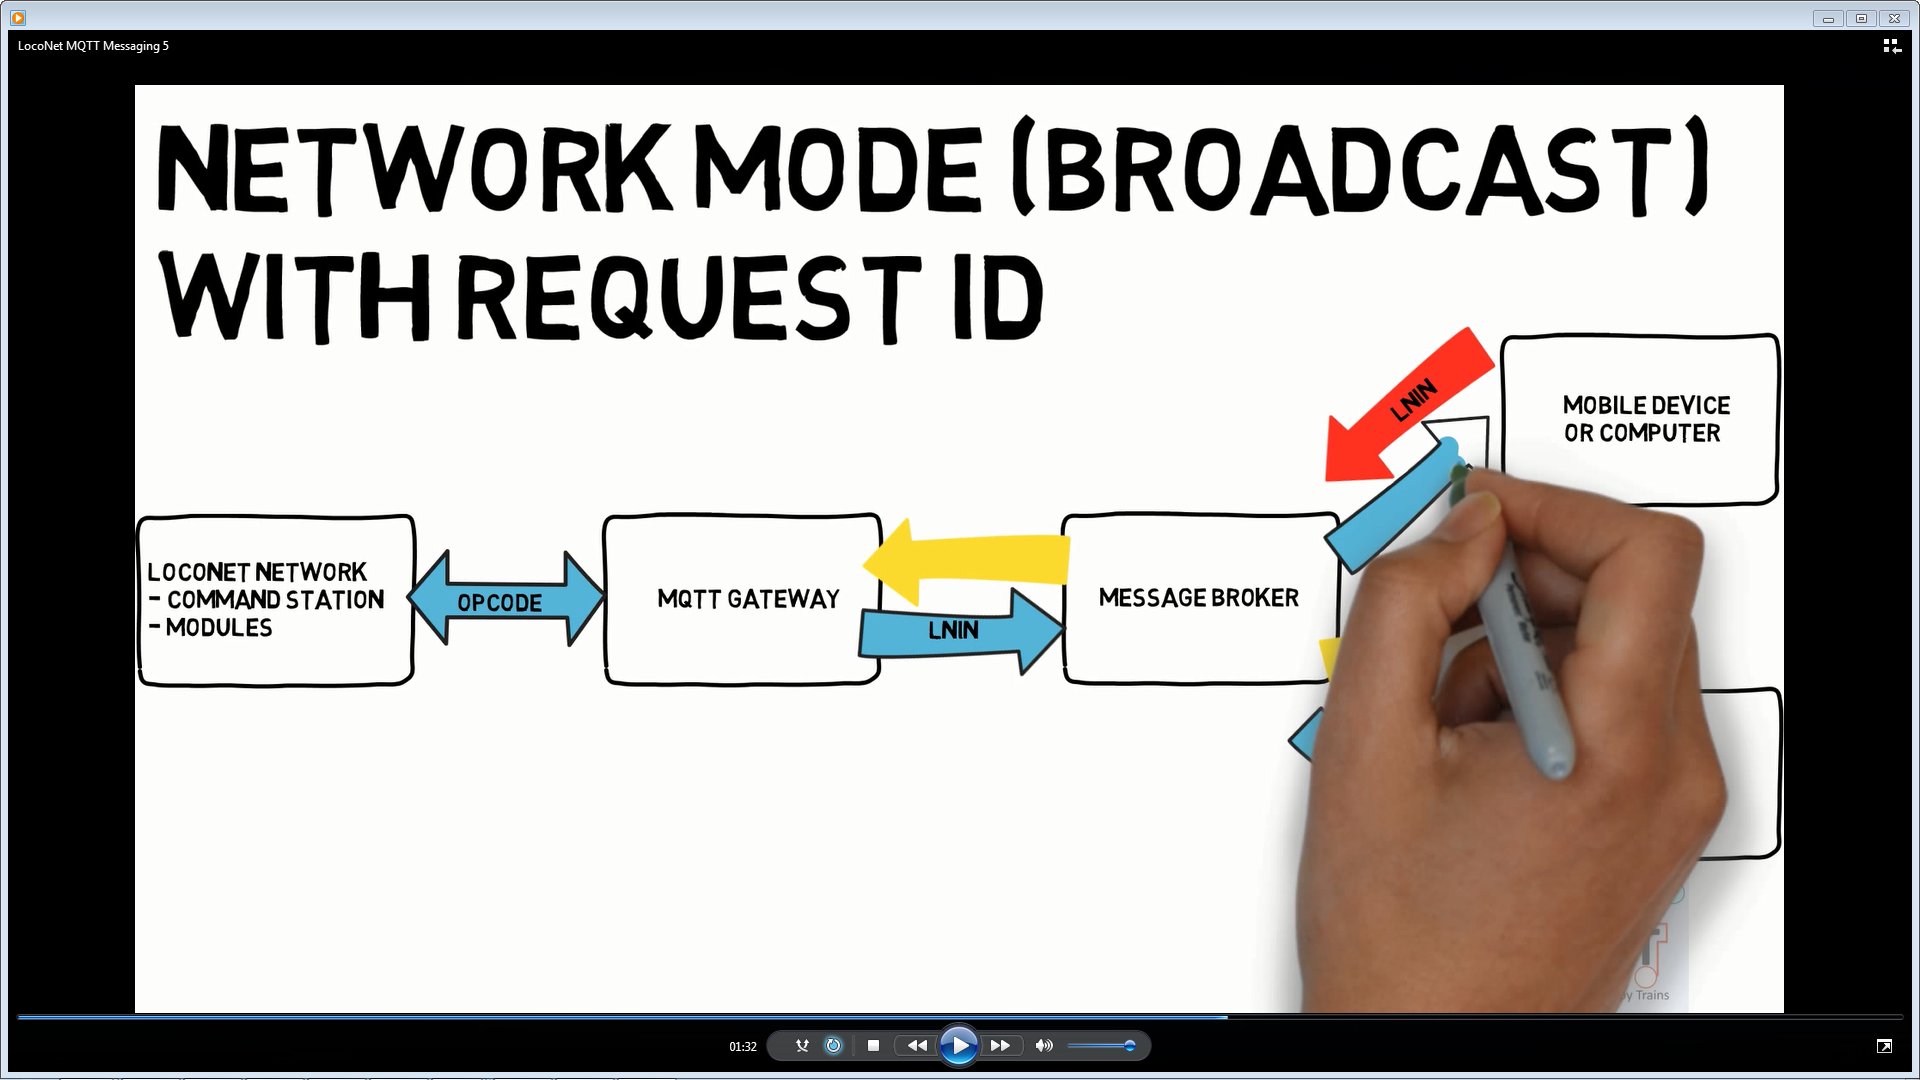 LocoNet MQTT Messaging 5
NETWORK MODE (BROADCAST)
WITH REQUEST ID
LNIN
MOBILE DEVICE
OR COMPUTER
LOCONET NETWORK
- COMMAND STATION
- MODULES
OPCODE
MQTT GATEWAY
LNIN
MESSAGE BROKER
Trains
01:32